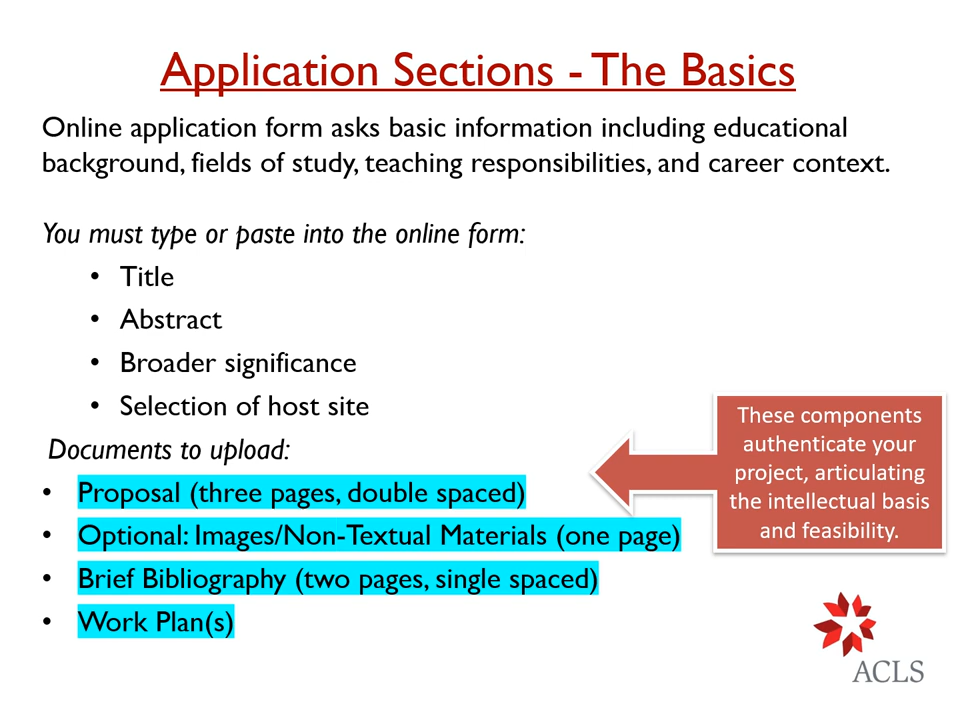 Application Sections - The Basics
Online application form asks basic information including educational
background, fields of study, teaching responsibilities, and career context.
You must type or paste into the online form:
• Title
• Abstract
• Broader significance
• Selection of host site
Documents to upload:
• Proposal (three pages, double spaced)
• Optional: Images/Non-Textual Materials (one page)
• Brief Bibliography (two pages, single spaced)
• Work Plan(s)
These components
authenticate your
project, articulating
the intellectual basis
and feasibility.
ACLS